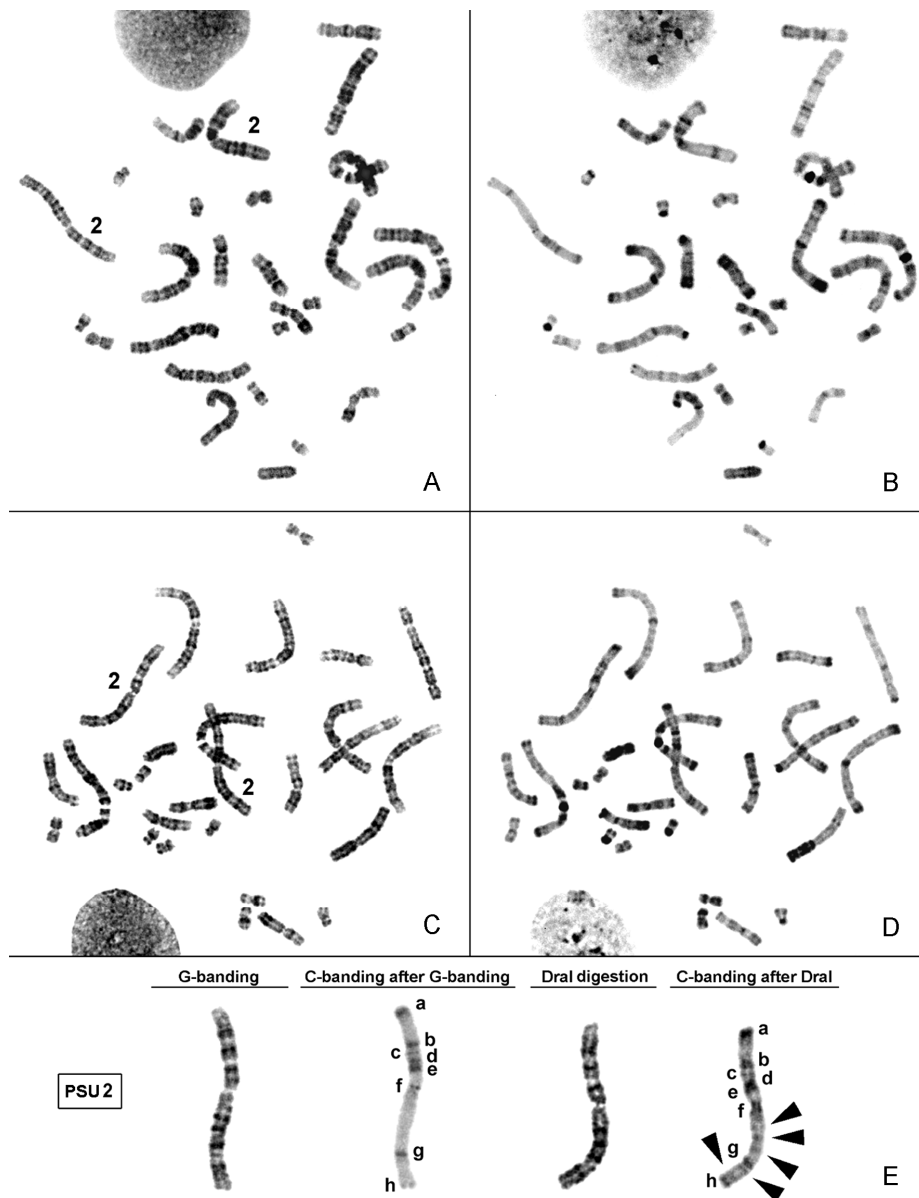 2
2
A
B
2
2
C
D
G-banding
C-banding after G-banding
DraI digestion
C-banding after DraI
PSU 2
a
b
c
d
e
f
g
h
a
b
c
d
e
f
g
h
E